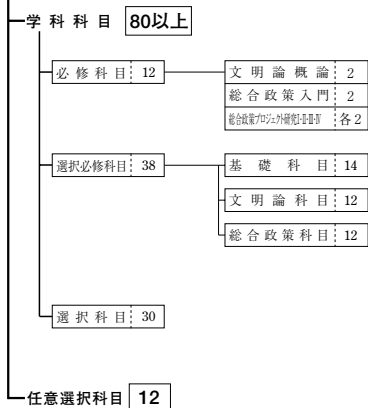 学科科目 80以上
必修科目 12
文明論概論 2
総合政策入門 2
総合政策プロジェクト研究I・II・III・IV 各2
選択必修科目 38
基礎科目 14
文明論科目 12
総合政策科目 12
選択科目 30
任意選択科目 12